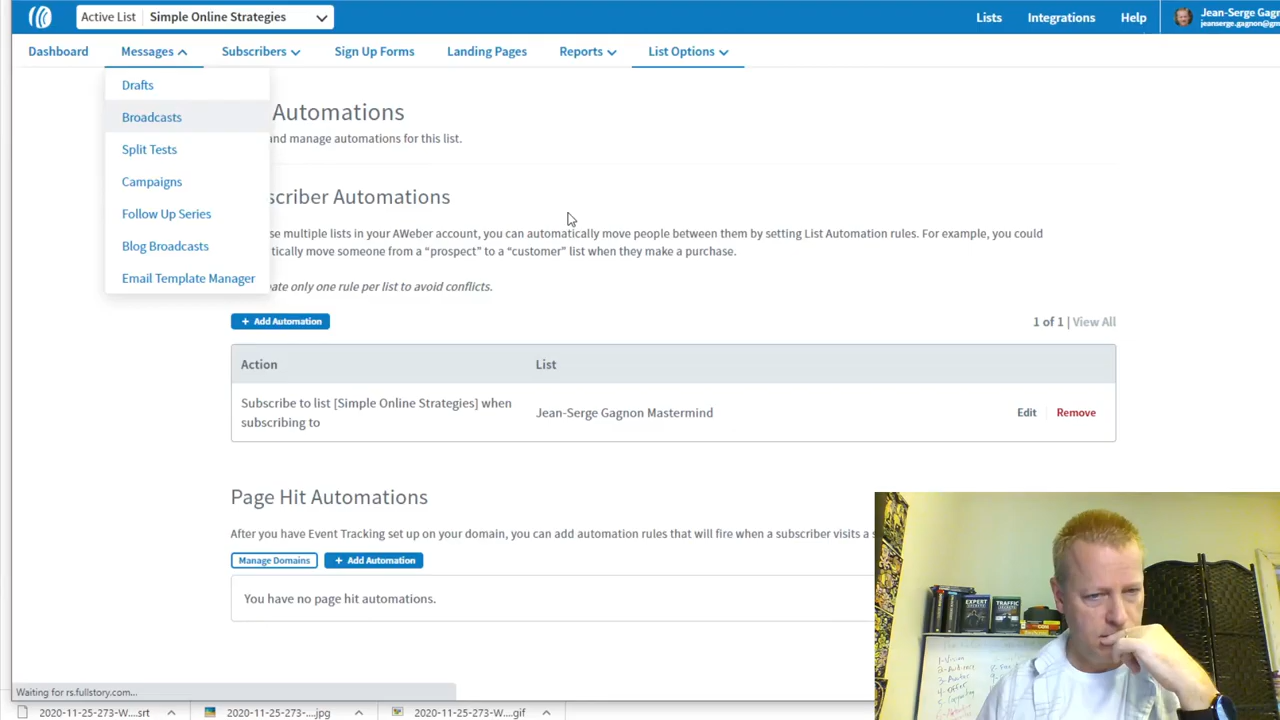 Active List
Simple Online Strategies
Lists
Integrations
Help
Jean-Serge Gagn
jeanserge.gagnon@gm
Dashboard
Messages
Subscribers
Sign Up Forms
Landing Pages
Reports
List Options
Drafts
Broadcasts
Split Tests
Campaigns
Follow Up Series
Blog Broadcasts
Email Template Manager
Automations
and manage automations for this list.
scriber Automations
se multiple lists in your AWeber account, you can automatically move people between them by setting List Automation rules. For example, you could
tically move someone from a “prospect” to a “customer” list when they make a purchase.
eate only one rule per list to avoid conflicts.
+ Add Automation
1 of 1 | View All
Action
List
Subscribe to list [Simple Online Strategies] when
subscribing to
Jean-Serge Gagnon Mastermind
Edit
Remove
Page Hit Automations
After you have Event Tracking set up on your domain, you can add automation rules that will fire when a subscriber visits a s
Manage Domains
+ Add Automation
You have no page hit automations.
EXPERT
SECRETS
TRAFFIC
SECRETS
Waiting for rs.fullstory.com...
2020-11-25-273-W....srt
2020-11-25-273-....jpg
2020-11-25-273-W....gif